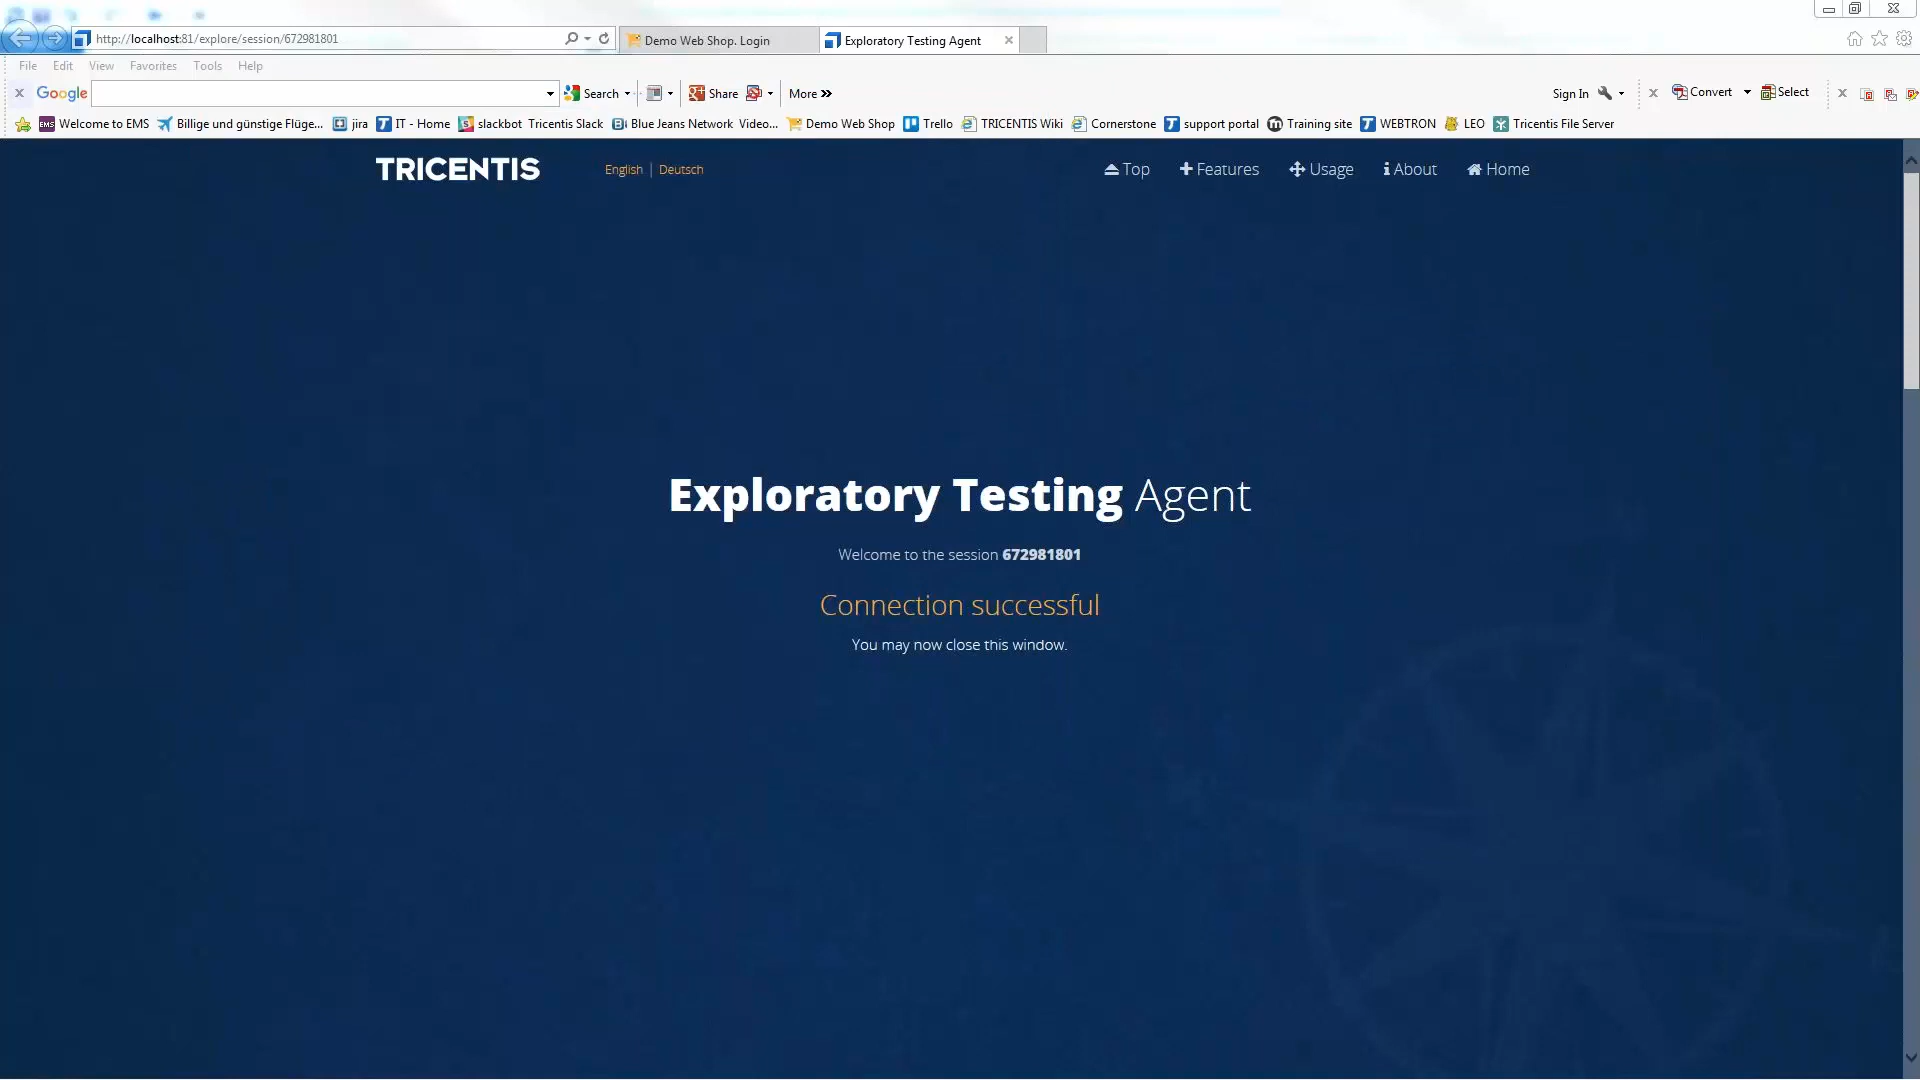 http://localhost:81/explore/session/672981801
Demo Web Shop. Login
Exploratory Testing Agent
File Edit View Favorites Tools Help
Google Search Share More Sign In Convert Select
Welcome to EMS Billige und günstige Flüge... jira IT - Home slackbot Tricentis Slack Blue Jeans Network Video... Demo Web Shop Trello TRICENTIS Wiki Cornerstone support portal Training site WEBTRON LEO Tricentis File Server
TRICENTIS English | Deutsch Top Features Usage About Home
Exploratory Testing Agent
Welcome to the session 672981801
Connection successful
You may now close this window.